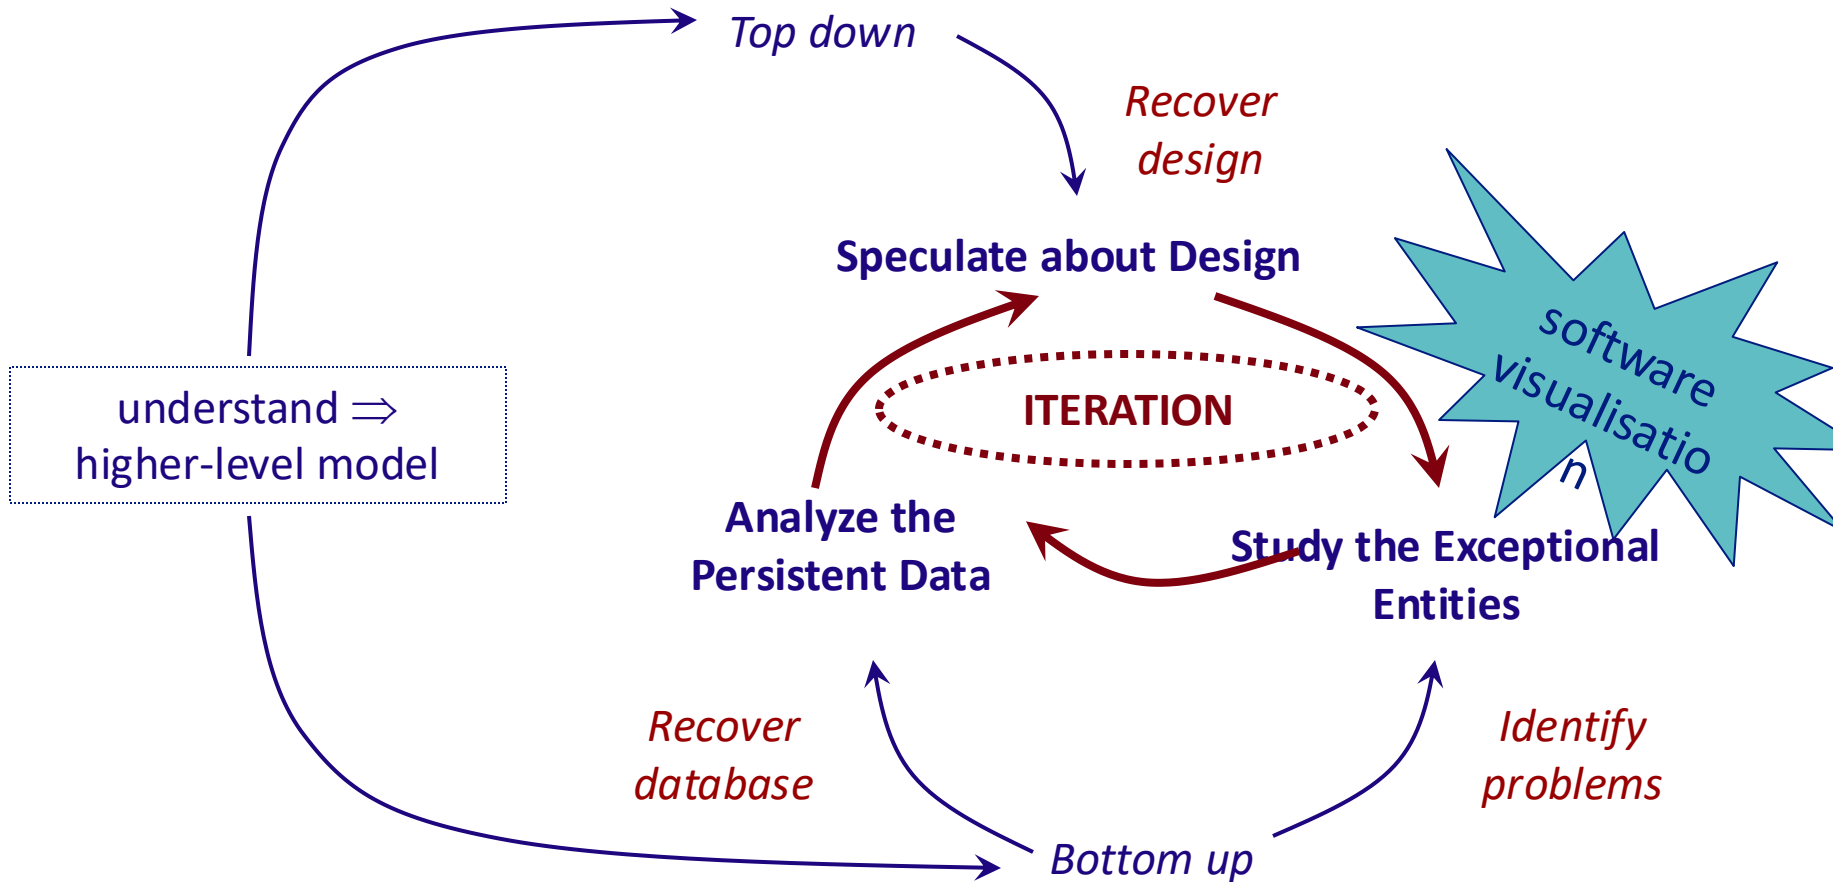 Top down
Recover
design
Speculate about Design
software
visualisatio
n
ITERATION
understand ⇒
higher-level model
Analyze the
Persistent Data
Study the Exceptional
Entities
Recover
database
Identify
problems
Bottom up